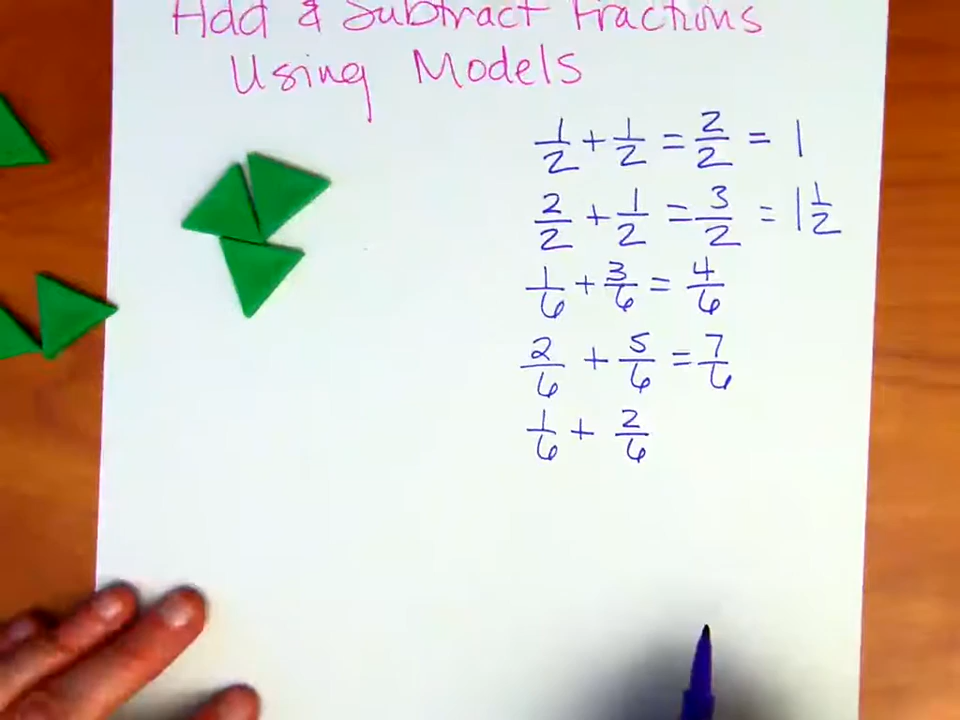 Add & Subtract Fractions
Using Models
1/2 + 1/2 = 2/2 = 1
2/2 + 1/2 = 3/2 = 1 1/2
1/6 + 3/6 = 4/6
2/6 + 5/6 = 7/6
1/6 + 2/6